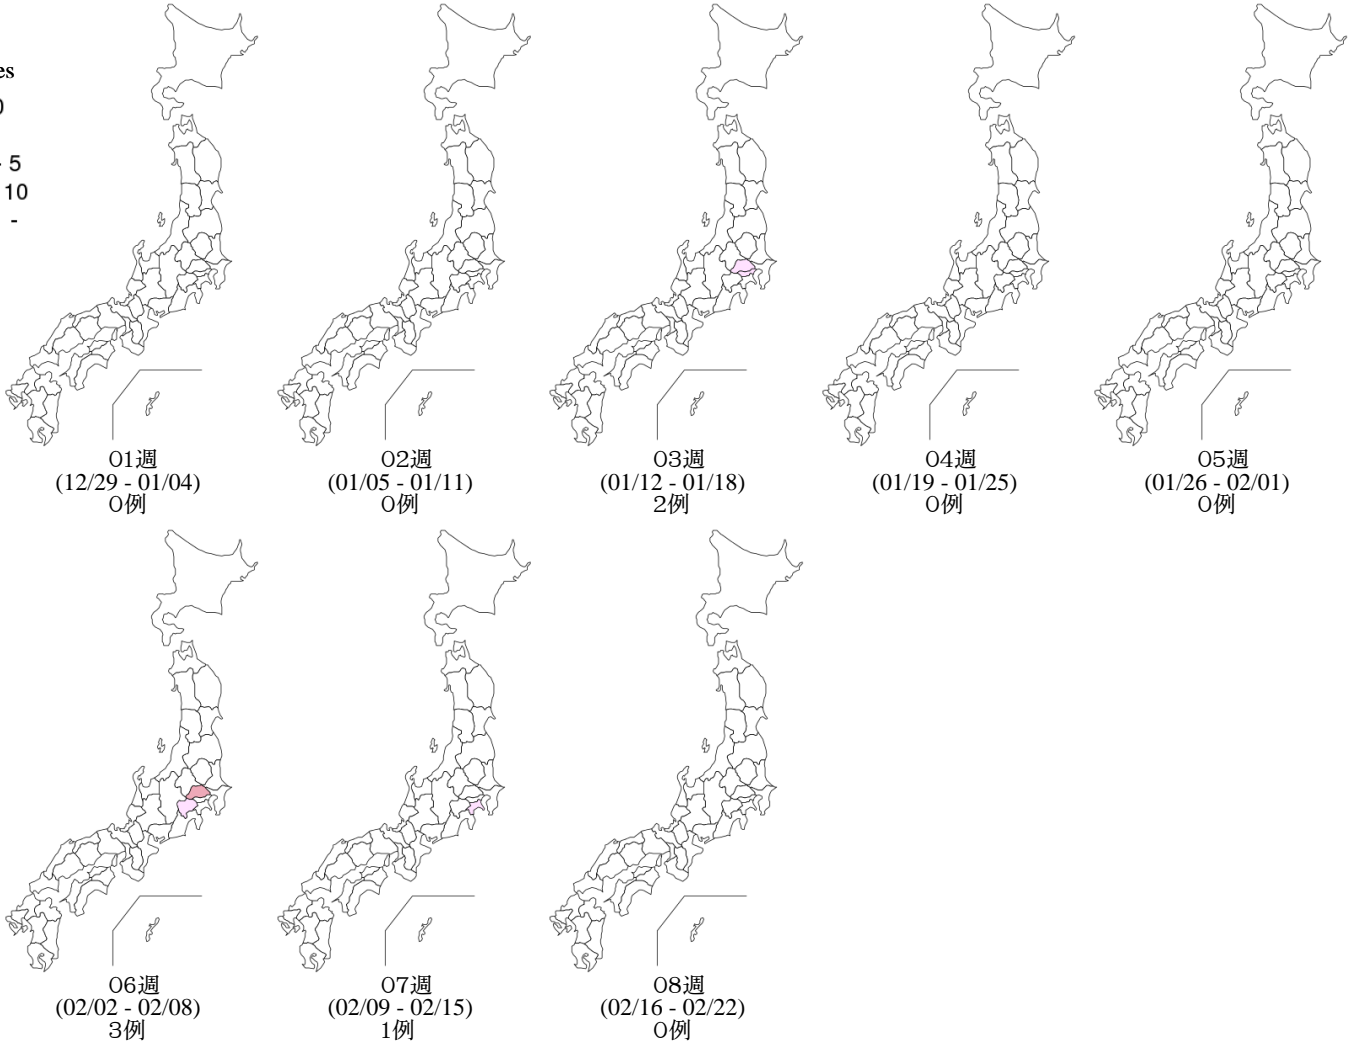 es
0
- 5
10
-
01週
(12/29 - 01/04)
0例
02週
(01/05 - 01/11)
0例
03週
(01/12 - 01/18)
2例
04週
(01/19 - 01/25)
0例
05週
(01/26 - 02/01)
0例
06週
(02/02 - 02/08)
3例
07週
(02/09 - 02/15)
1例
08週
(02/16 - 02/22)
0例